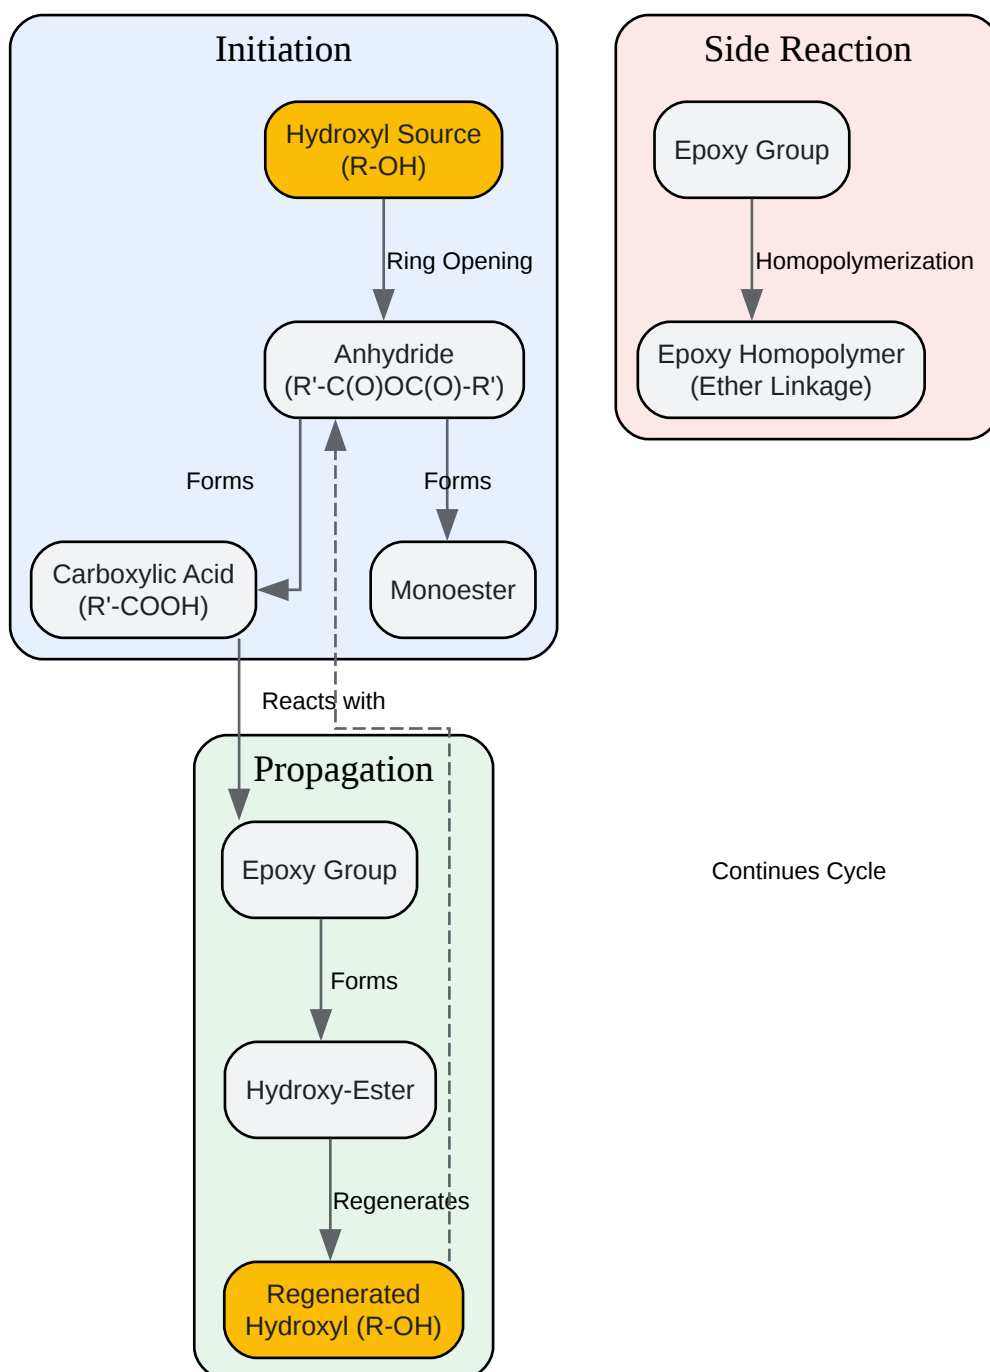 Initiation
Hydroxyl Source
(R-OH)
Ring Opening
Anhydride
(R'-C(O)OC(O)-R')
Forms
Forms
Carboxylic Acid
(R'-COOH)
Monoester
Reacts with
Propagation
Epoxy Group
Forms
Hydroxy-Ester
Regenerates
Regenerated
Hydroxyl (R-OH)
Continues Cycle
Side Reaction
Epoxy Group
Homopolymerization
Epoxy Homopolymer
(Ether Linkage)